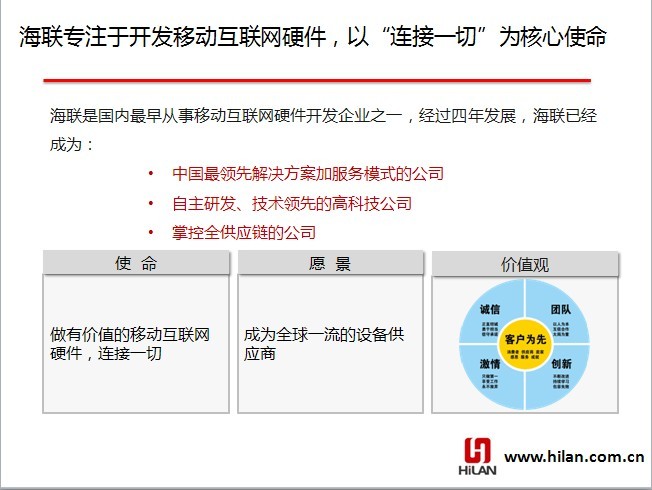 海联专注于开发移动互联网硬件，以“连接一切”为核心使命
海联是国内最早从事移动互联网硬件开发企业之一，经过四年发展，海联已经
成为：
• 中国最领先解决方案加服务模式的公司
• 自主研发、技术领先的高科技公司
• 掌控全供应链的公司
使 命
愿 景
价值观
做有价值的移动互联网
硬件，连接一切
成为全球一流的设备供
应商
诚信
团队
客户为先
激情
创新
HiLAN
www.hilan.com.cn